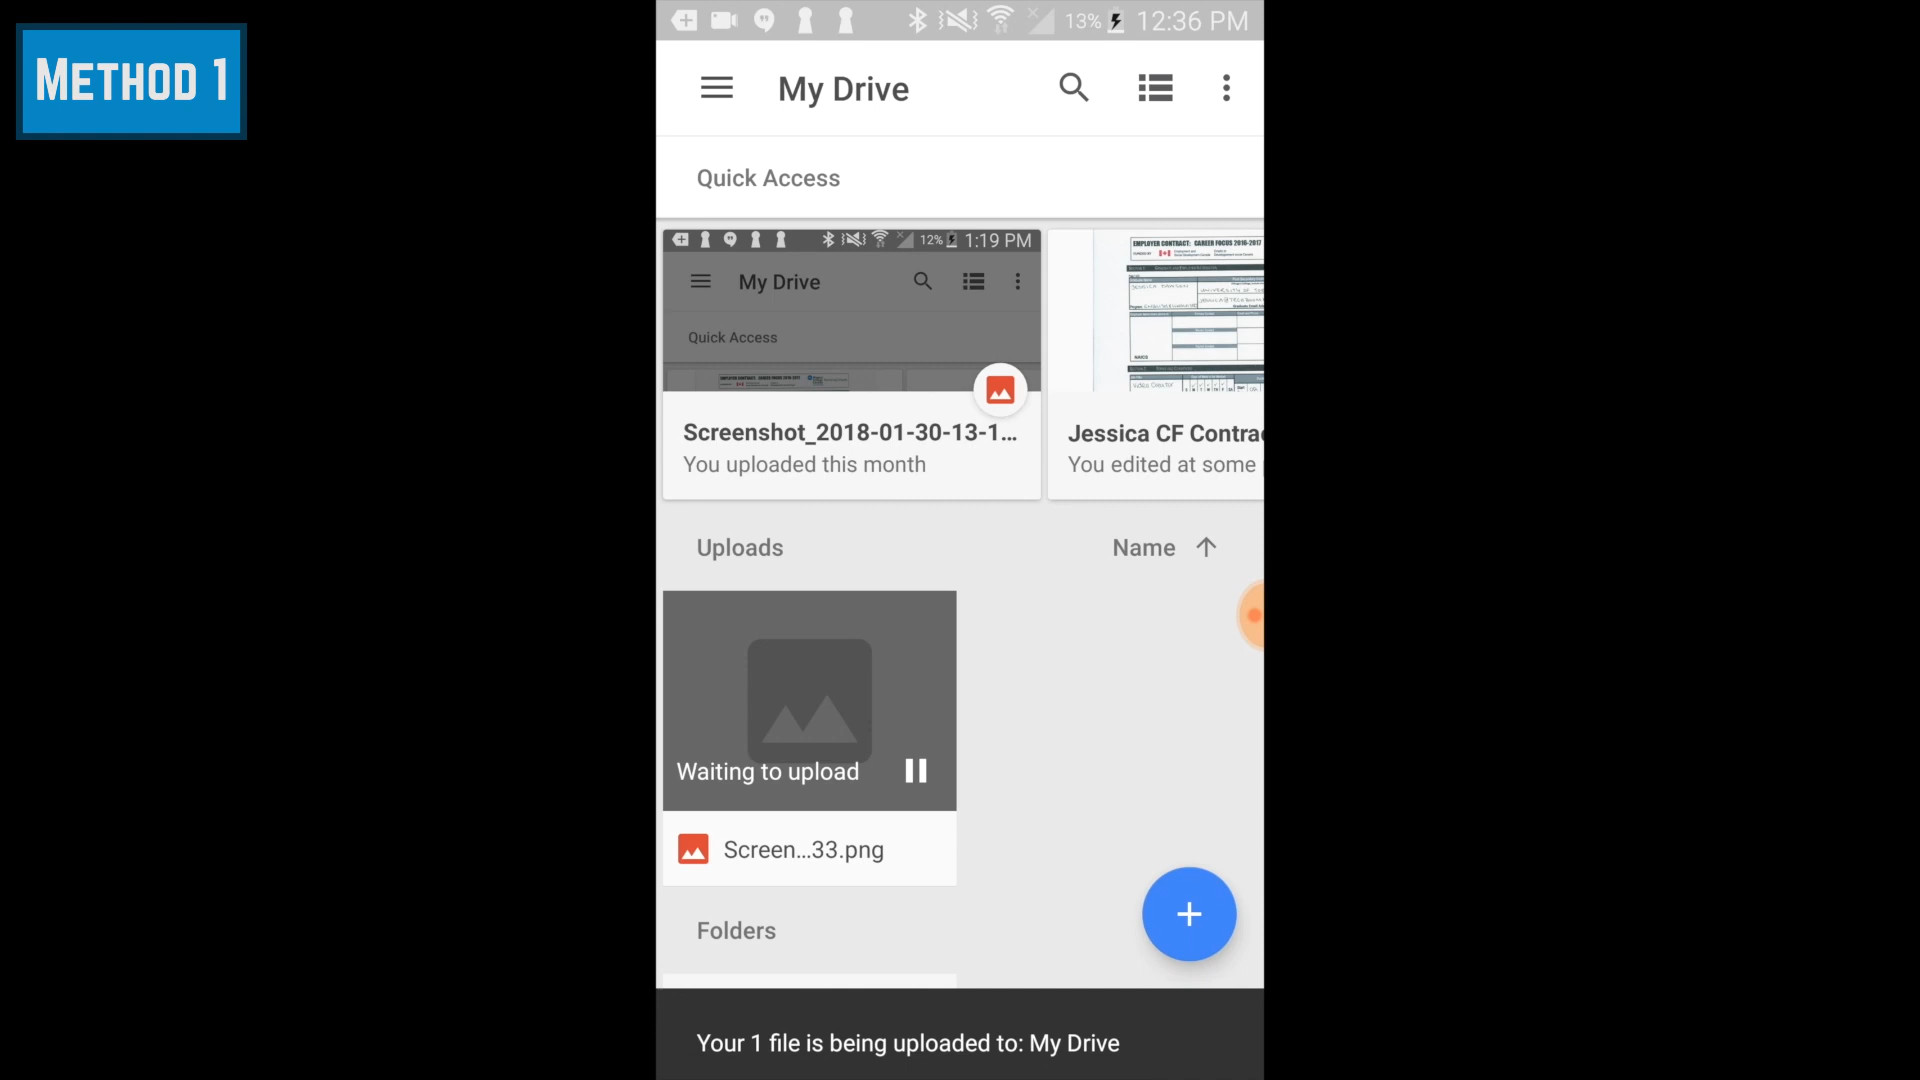 METHOD 1
13% 12:36 PM
My Drive
Quick Access
12% 1:19 PM
My Drive
Quick Access
EMPLOYER CONTRACT: CAREER FOCUS 2016-2017
Screenshot_2018-01-30-13-1...
You uploaded this month
Jessica CF Contra
You edited at some
Uploads
Name
Waiting to upload
Screen...33.png
Folders
Your 1 file is being uploaded to: My Drive